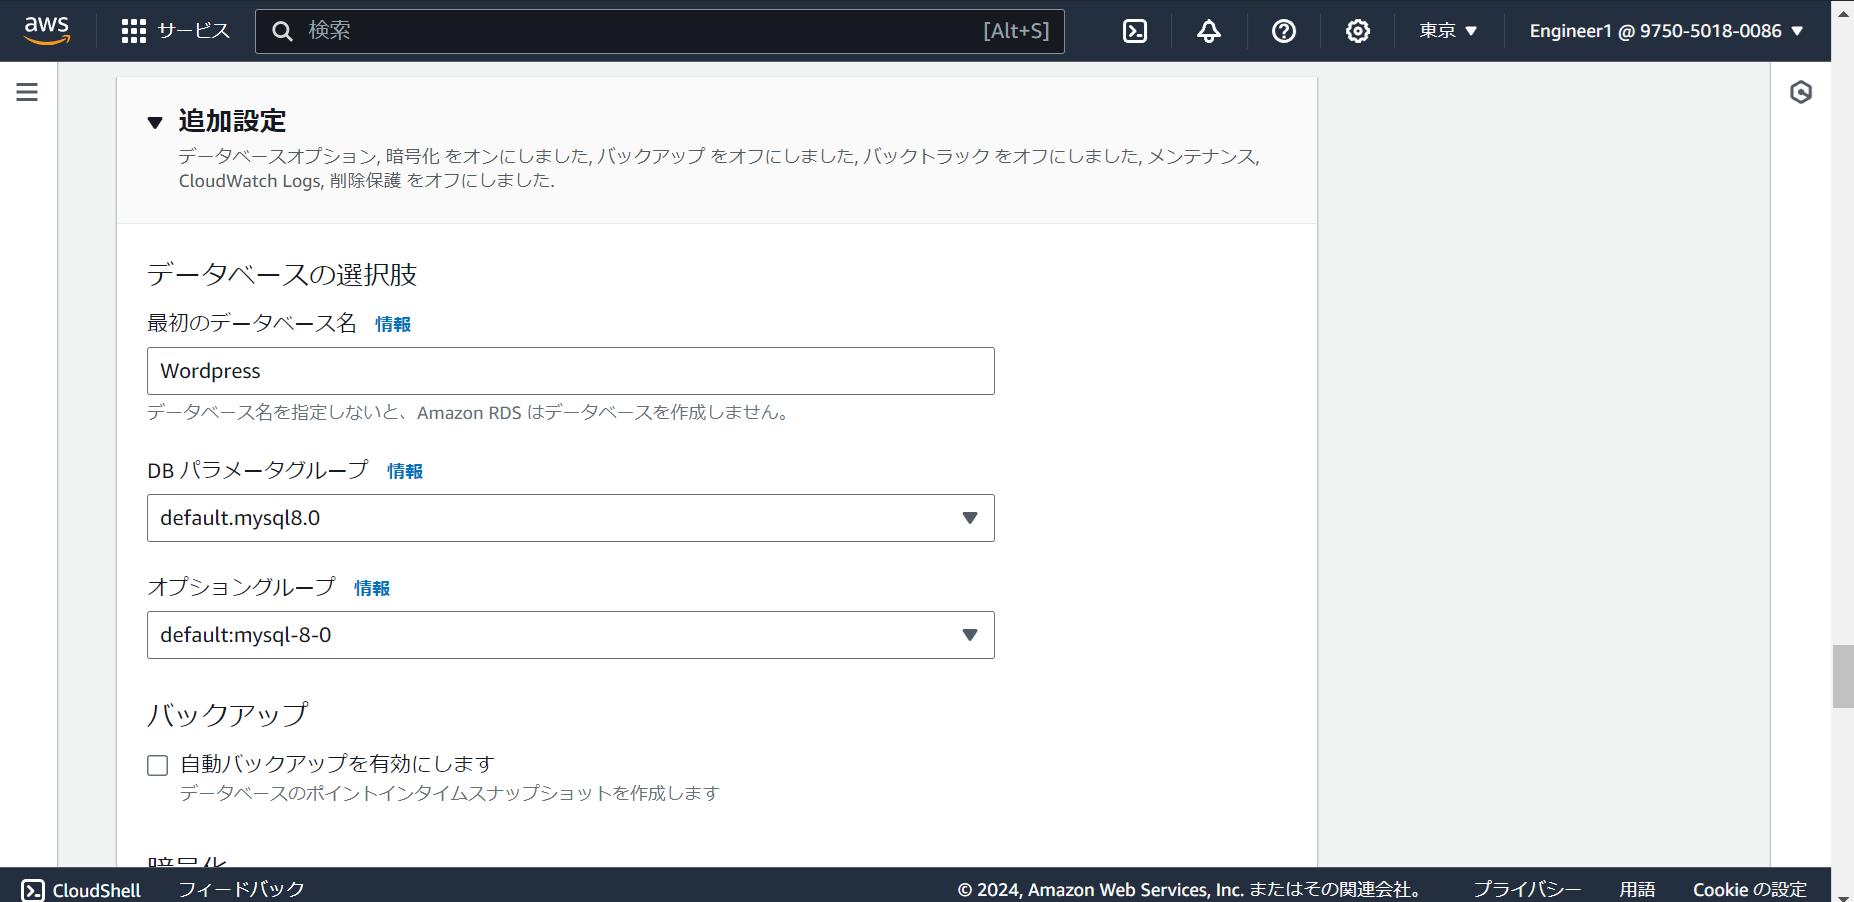 aws
サービス
検索
[Alt+S]
東京
Engineer1 @ 9750-5018-0086
追加設定
データベースオプション, 暗号化 をオンにしました, バックアップ をオフにしました, バックトラック をオフにしました, メンテナンス,
CloudWatch Logs, 削除保護 をオフにしました.
データベースの選択肢
最初のデータベース名 情報
Wordpress
データベース名を指定しないと、Amazon RDS はデータベースを作成しません。
DB パラメータグループ 情報
default.mysql8.0
オプショングループ 情報
default:mysql-8-0
バックアップ
自動バックアップを有効にします
データベースのポイントインタイムスナップショットを作成します
暗号化
CloudShell
フィードバック
© 2024, Amazon Web Services, Inc. またはその関連会社。
プライバシー
用語
Cookie の設定